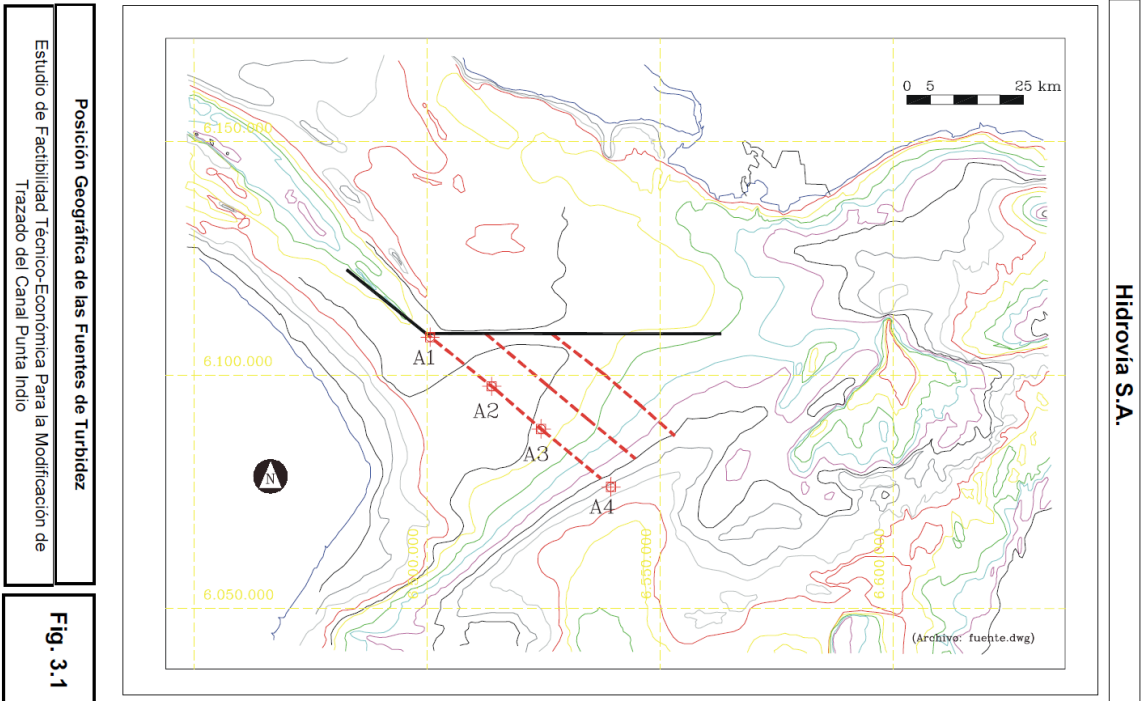 Hidrovía S.A.
0 5 25 km
6.150.000
A1
6.100.000
A2
A3
N
A4
6.050.000
6.550.000
6.600.000
(Archivo: fuente.dwg)
Posición Geográfica de las Fuentes de Turbidez
Estudio de Factibilidad Técnico-Económica Para la Modificación de
Trazado del Canal Punta Indio
Fig. 3.1